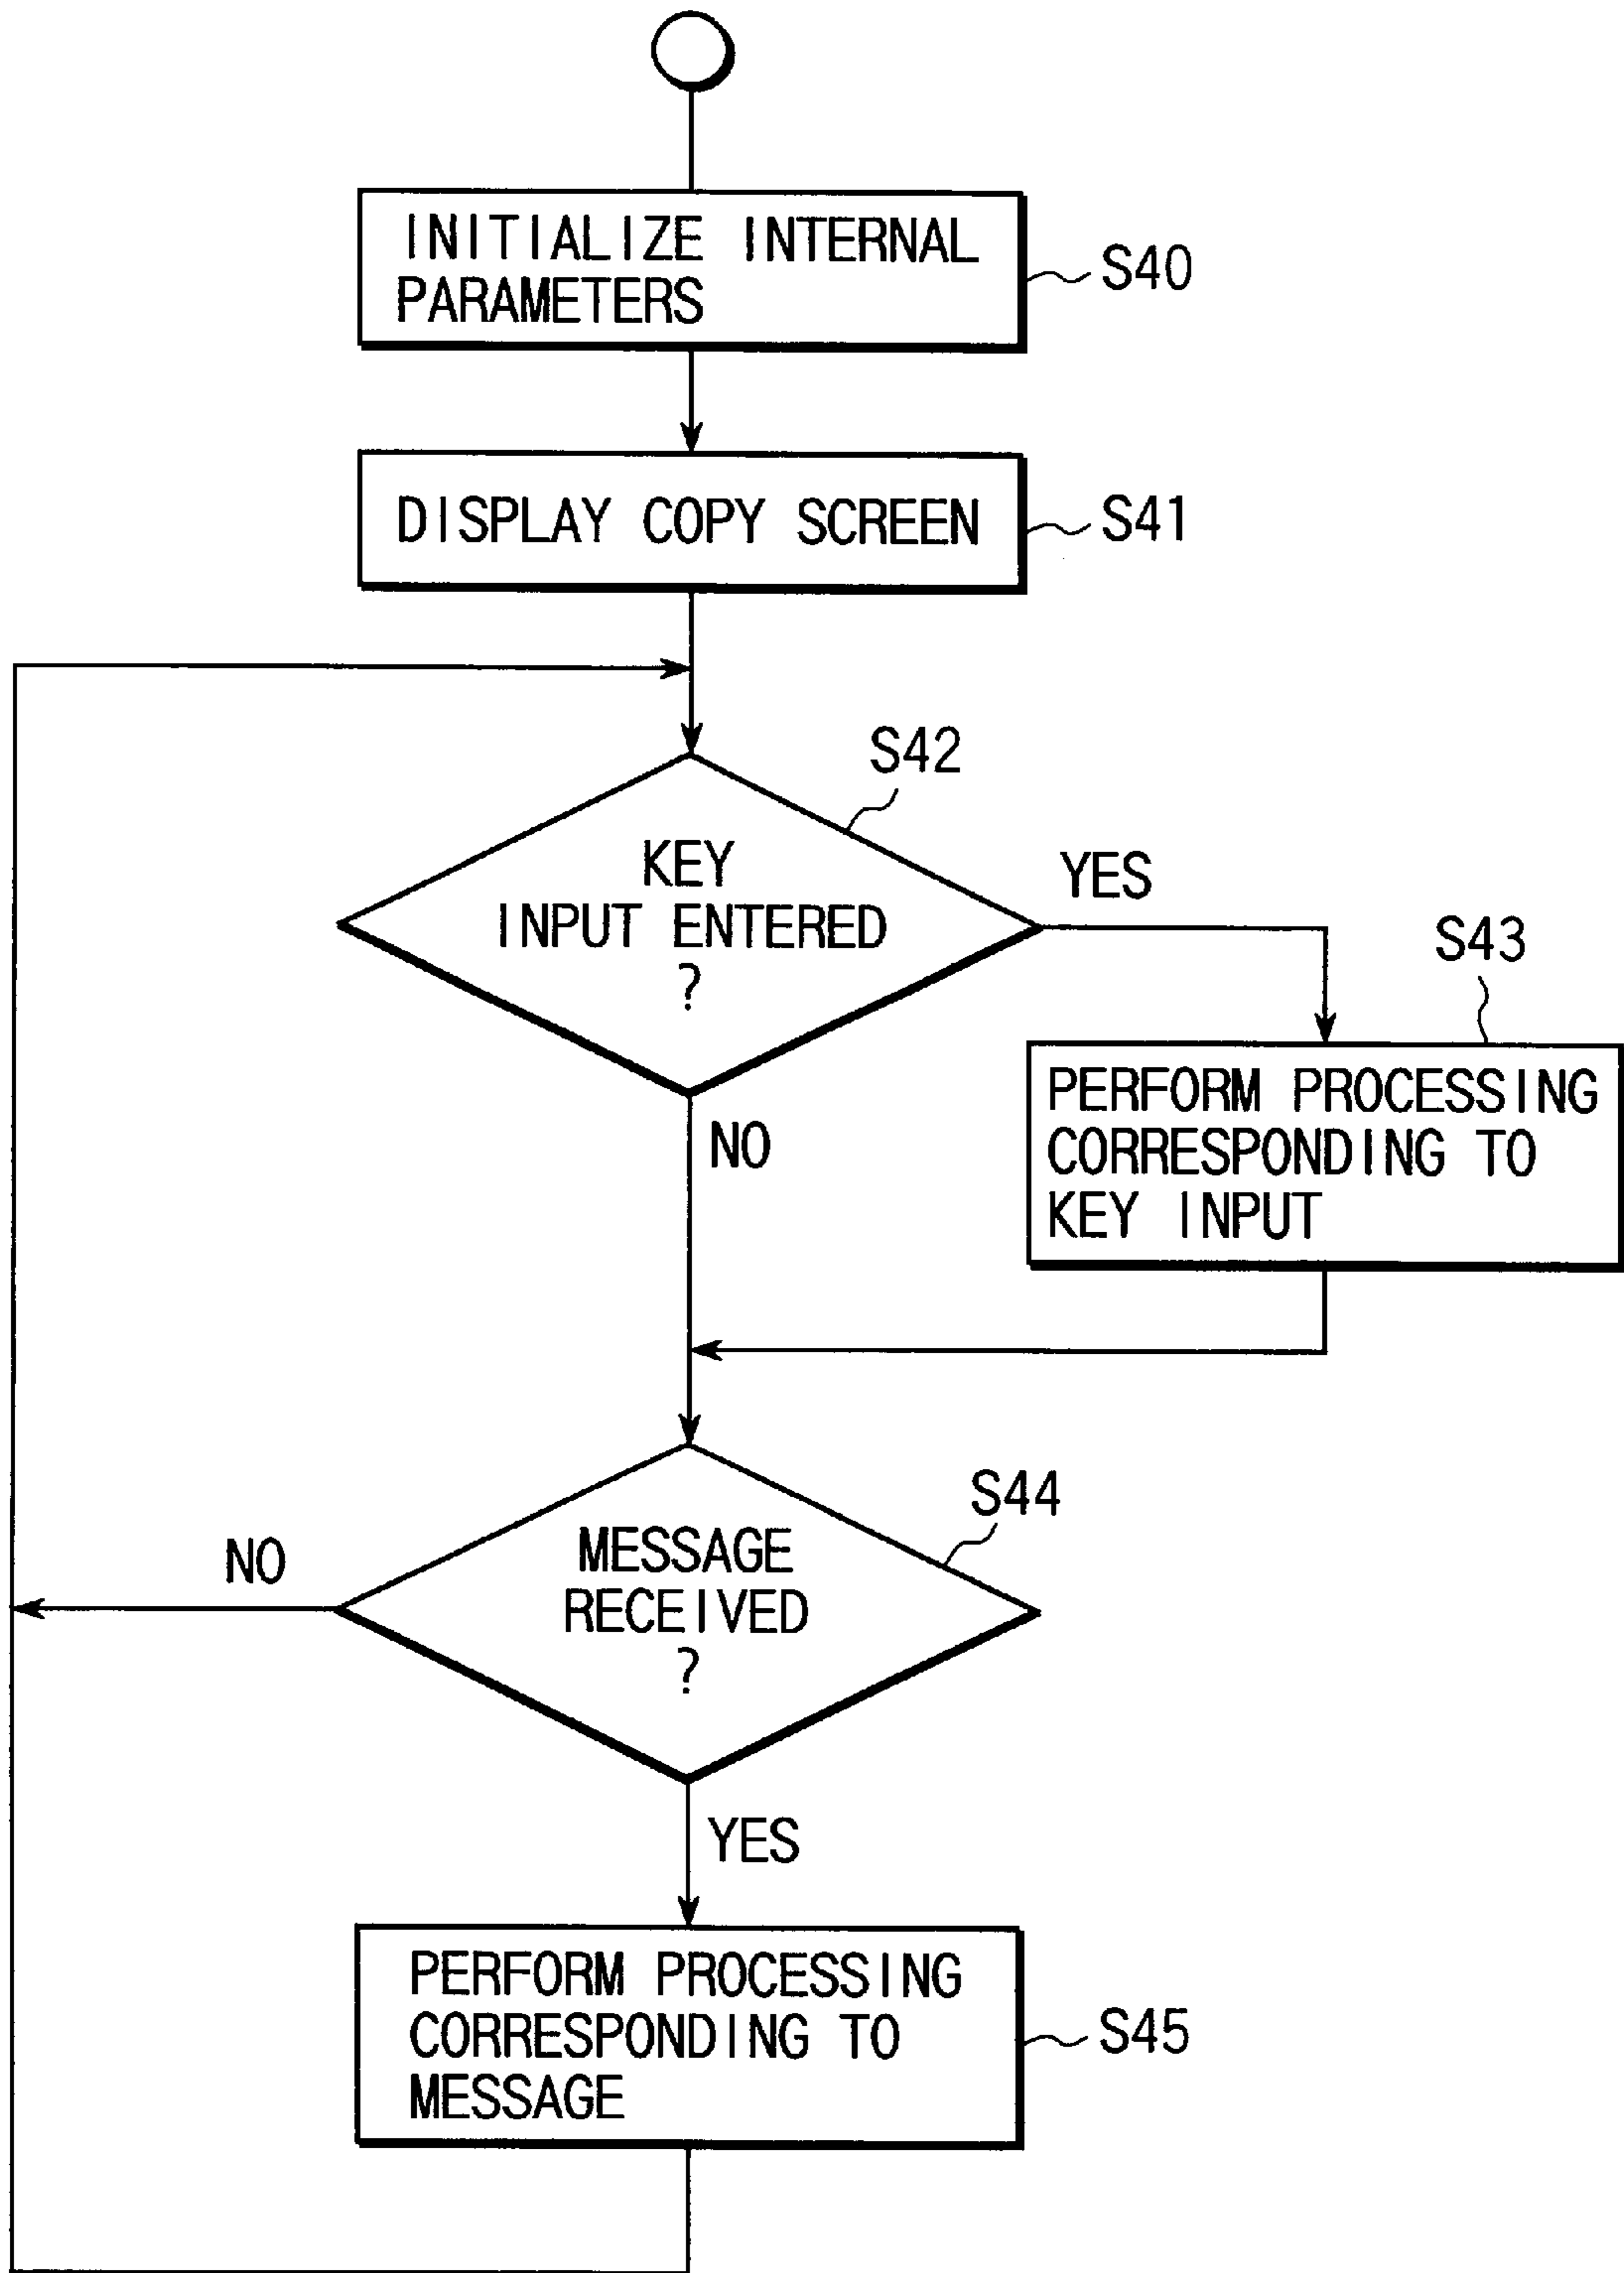 INITIALIZE INTERNAL
PARAMETERS
S40
DISPLAY COPY SCREEN
S41
S42
KEY
INPUT ENTERED
?
YES
S43
PERFORM PROCESSING
CORRESPONDING TO
KEY INPUT
NO
S44
MESSAGE
RECEIVED
?
NO
YES
PERFORM PROCESSING
CORRESPONDING TO
MESSAGE
S45